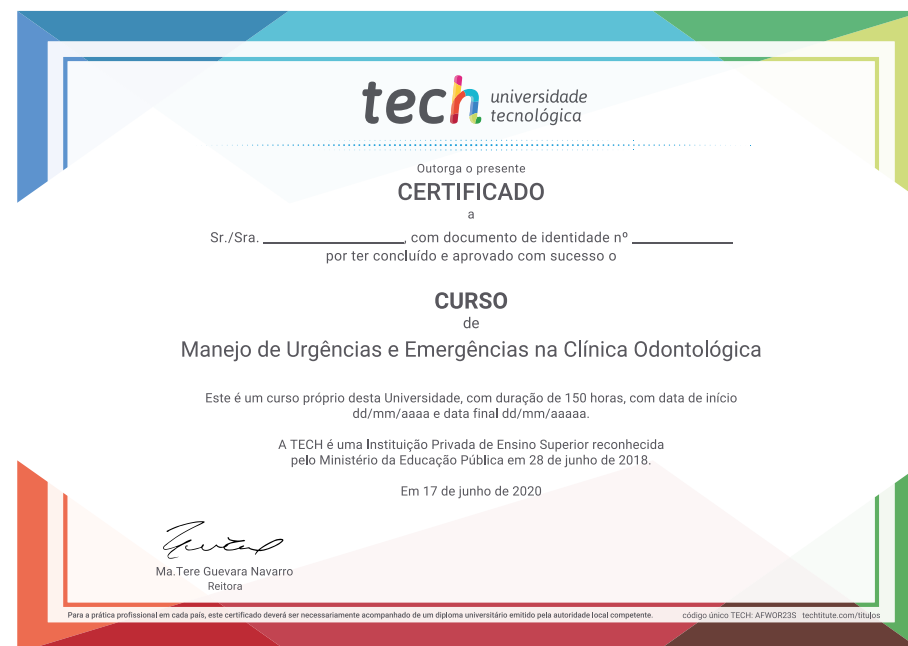 tech universidade
tecnológica
Outorga o presente
CERTIFICADO
a
Sr./Sra. ____________________, com documento de identidade nº ______________
por ter concluído e aprovado com sucesso o
CURSO
de
Manejo de Urgências e Emergências na Clínica Odontológica
Este é um curso próprio desta Universidade, com duração de 150 horas, com data de início
dd/mm/aaaa e data final dd/mm/aaaaa.
A TECH é uma Instituição Privada de Ensino Superior reconhecida
pelo Ministério da Educação Pública em 28 de junho de 2018.
Em 17 de junho de 2020
Ma.Tere Guevara Navarro
Reitora
Para a prática profissional em cada país, este certificado deverá ser necessariamente acompanhado de um diploma universitário emitido pela autoridade local competente. código único TECH: AFWOR23S techtitute.com/titulos